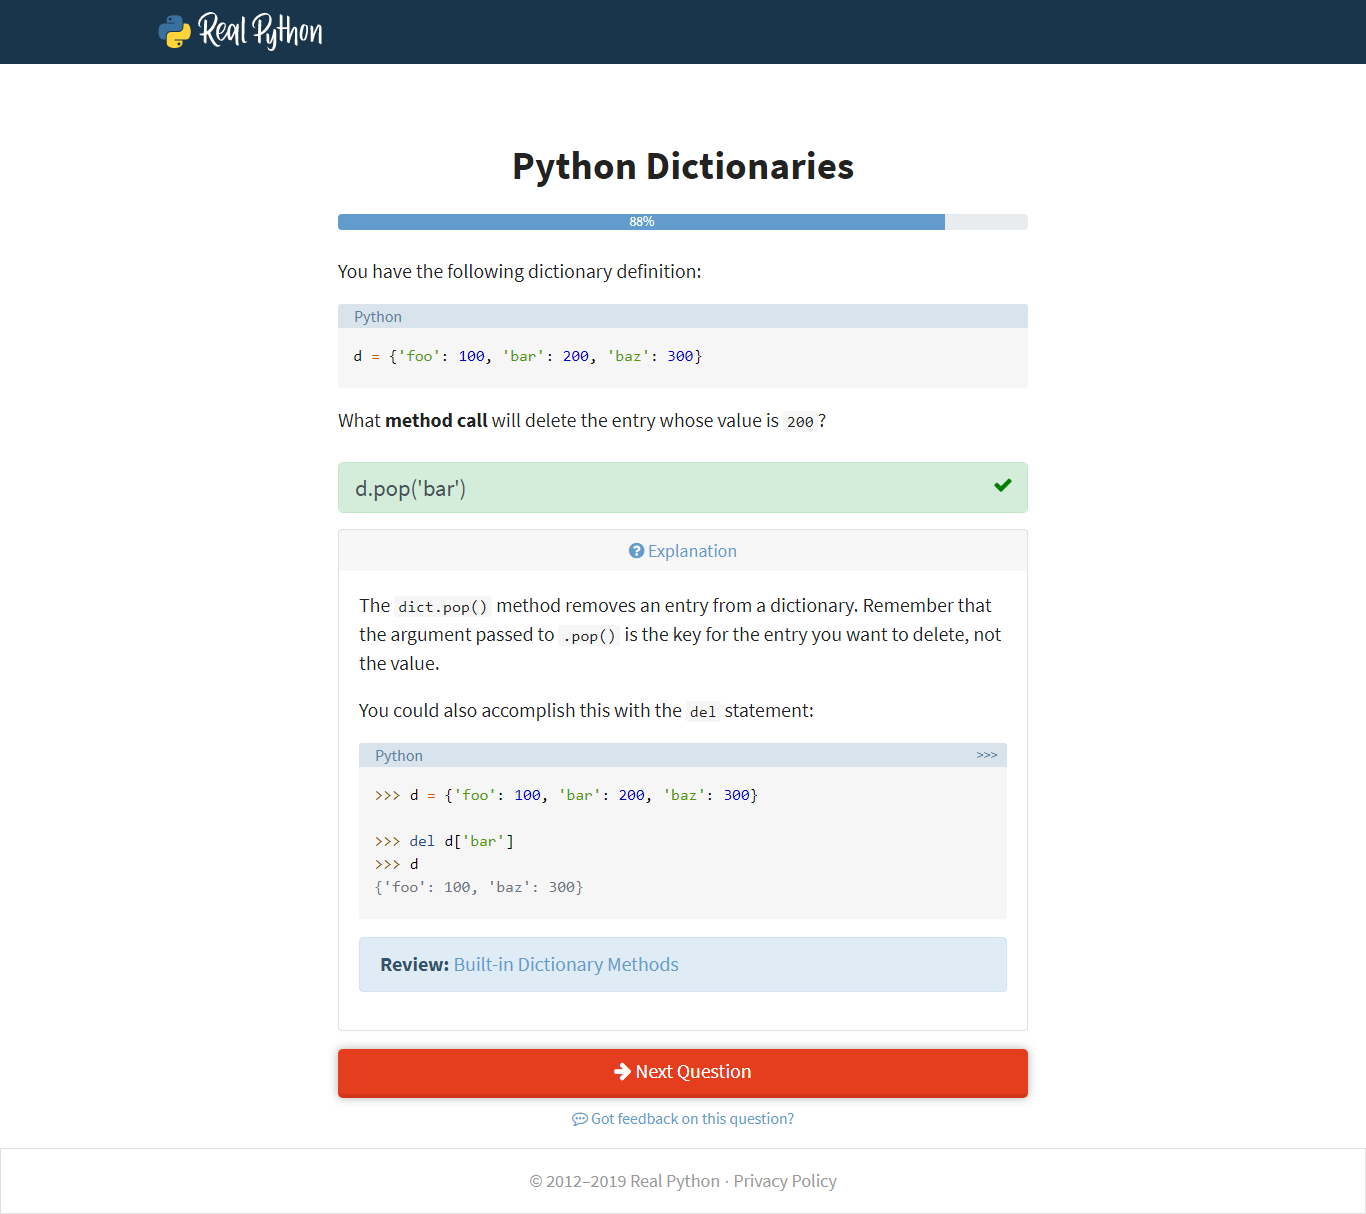 Real Python
Python Dictionaries
88%
You have the following dictionary definition:
Python
d = {'foo': 100, 'bar': 200, 'baz': 300}
What method call will delete the entry whose value is 200 ?
d.pop('bar')
Explanation
The dict.pop() method removes an entry from a dictionary. Remember that
the argument passed to .pop() is the key for the entry you want to delete, not
the value.
You could also accomplish this with the del statement:
Python >>>
>>> d = {'foo': 100, 'bar': 200, 'baz': 300}
>>> del d['bar']
>>> d
{'foo': 100, 'baz': 300}
Review: Built-in Dictionary Methods
Next Question
Got feedback on this question?
© 2012–2019 Real Python · Privacy Policy